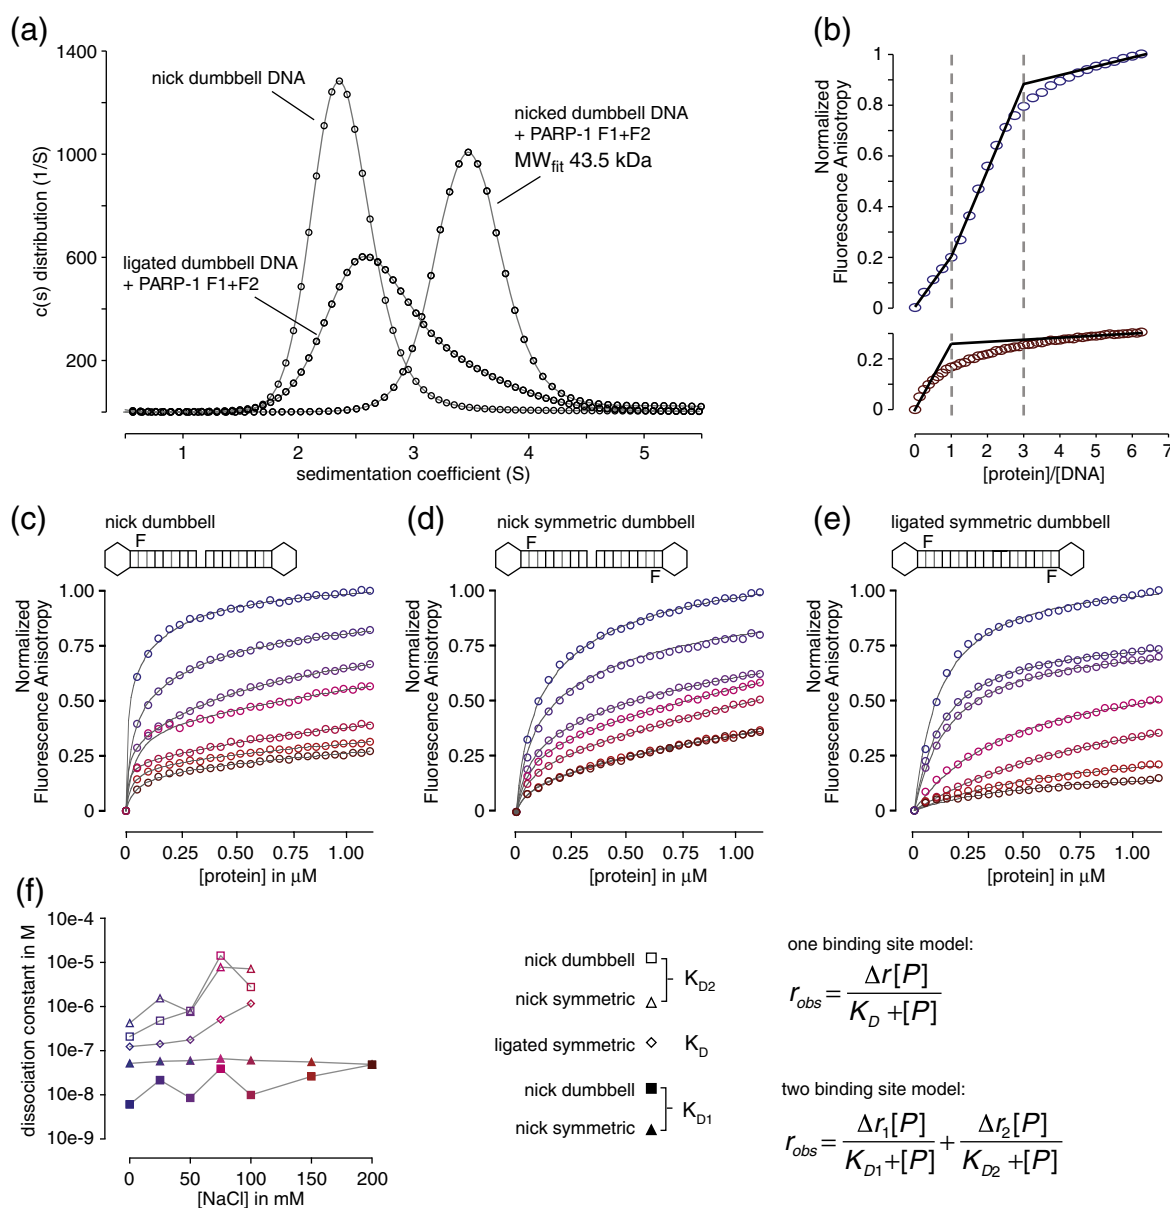 (a)
1400
1000
600
200
c(s) distribution (1/S)
nick dumbbell DNA
nicked dumbbell DNA
+ PARP-1 F1+F2
MWfit 43.5 kDa
ligated dumbbell DNA
+ PARP-1 F1+F2
1 2 3 4 5
sedimentation coefficient (S)
(b)
Normalized
Fluorescence Anisotropy
1
0.8
0.6
0.4
0.2
0
0.2
0
0 1 2 3 4 5 6 7
[protein]/[DNA]
(c)
nick dumbbell
F
Normalized
Fluorescence Anisotropy
1.00
0.75
0.50
0.25
0
0 0.25 0.50 0.75 1.00
[protein] in μM
(d)
nick symmetric dumbbell
F
F
Normalized
Fluorescence Anisotropy
1.00
0.75
0.50
0.25
0
0 0.25 0.50 0.75 1.00
[protein] in μM
(e)
ligated symmetric dumbbell
F
F
Normalized
Fluorescence Anisotropy
1.00
0.75
0.50
0.25
0
0 0.25 0.50 0.75 1.00
[protein] in μM
(f)
dissociation constant in M
10e-4
10e-5
10e-6
10e-7
10e-8
10e-9
0 50 100 150 200
[NaCl] in mM
nick dumbbell
nick symmetric
KD2
ligated symmetric KD
nick dumbbell
nick symmetric
KD1
one binding site model:
robs = Δr[P] / KD+[P]
two binding site model:
robs = Δr1[P] / KD1+[P] + Δr2[P] / KD2+[P]